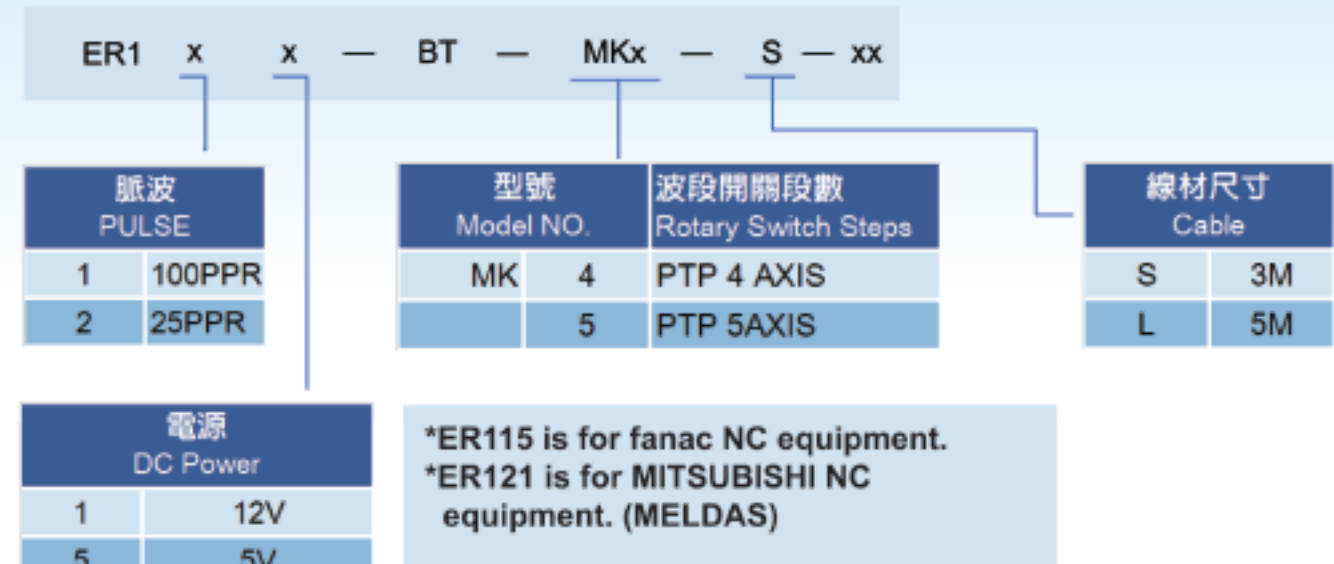 ER1 x x — BT — MKx — S — xx
脈波
PULSE
1 100PPR
2 25PPR
型號 波段開關段數
Model NO. Rotary Switch Steps
MK 4 PTP 4 AXIS
5 PTP 5AXIS
線材尺寸
Cable
S 3M
L 5M
電源
DC Power
1 12V
5 5V
*ER115 is for fanac NC equipment.
*ER121 is for MITSUBISHI NC
equipment. (MELDAS)